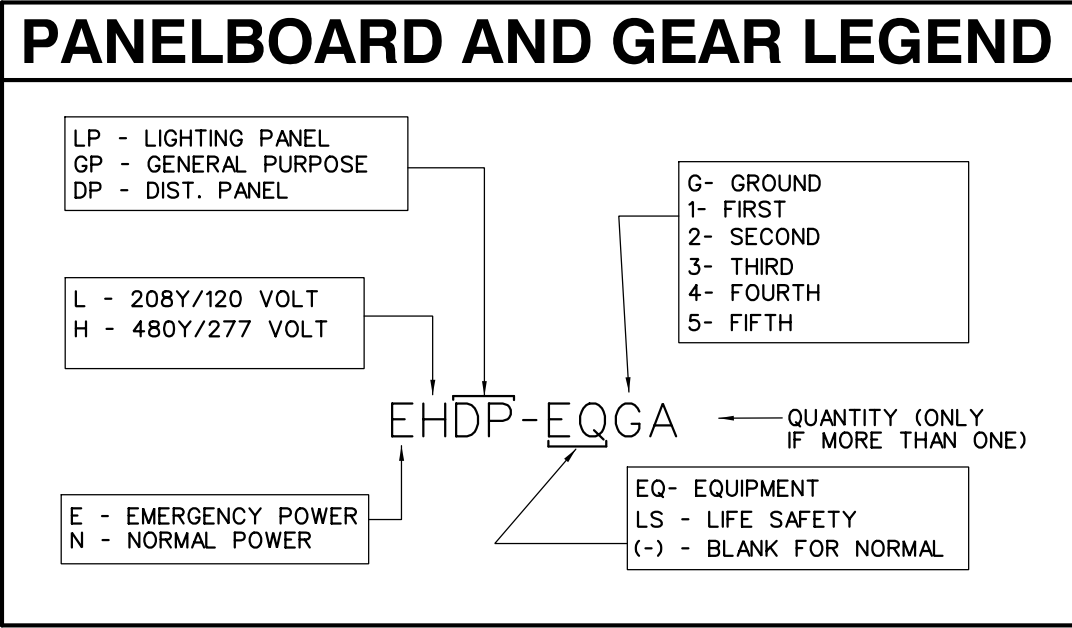 PANELBOARD AND GEAR LEGEND
LP - LIGHTING PANEL
GP - GENERAL PURPOSE
DP - DIST. PANEL
G- GROUND
1- FIRST
2- SECOND
3- THIRD
4- FOURTH
5- FIFTH
L - 208Y/120 VOLT
H - 480Y/277 VOLT
EHDP-EQGA
QUANTITY (ONLY
IF MORE THAN ONE)
E - EMERGENCY POWER
N - NORMAL POWER
EQ- EQUIPMENT
LS - LIFE SAFETY
(-) - BLANK FOR NORMAL